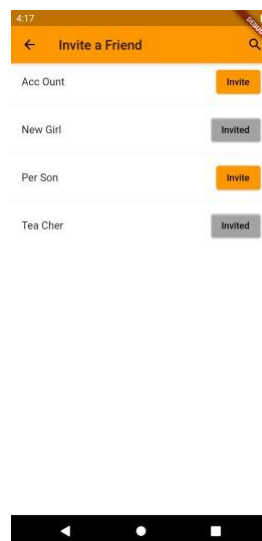 4:17
DEBUG
Invite a Friend
Acc Ount
Invite
New Girl
Invited
Per Son
Invite
Tea Cher
Invited